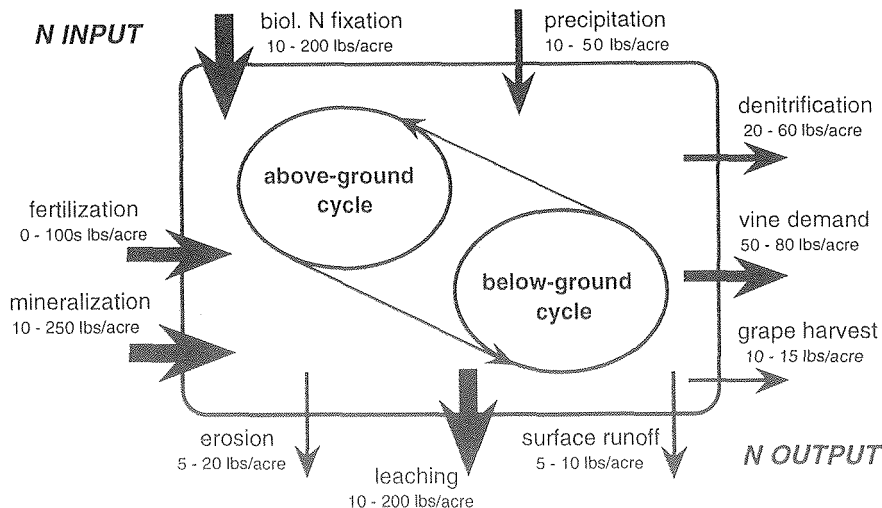 N INPUT
biol. N fixation
10 - 200 lbs/acre
precipitation
10 - 50 lbs/acre
denitrification
20 - 60 lbs/acre
above-ground
cycle
fertilization
0 - 100s lbs/acre
vine demand
50 - 80 lbs/acre
below-ground
cycle
mineralization
10 - 250 lbs/acre
grape harvest
10 - 15 lbs/acre
erosion
5 - 20 lbs/acre
leaching
10 - 200 lbs/acre
surface runoff
5 - 10 lbs/acre
N OUTPUT